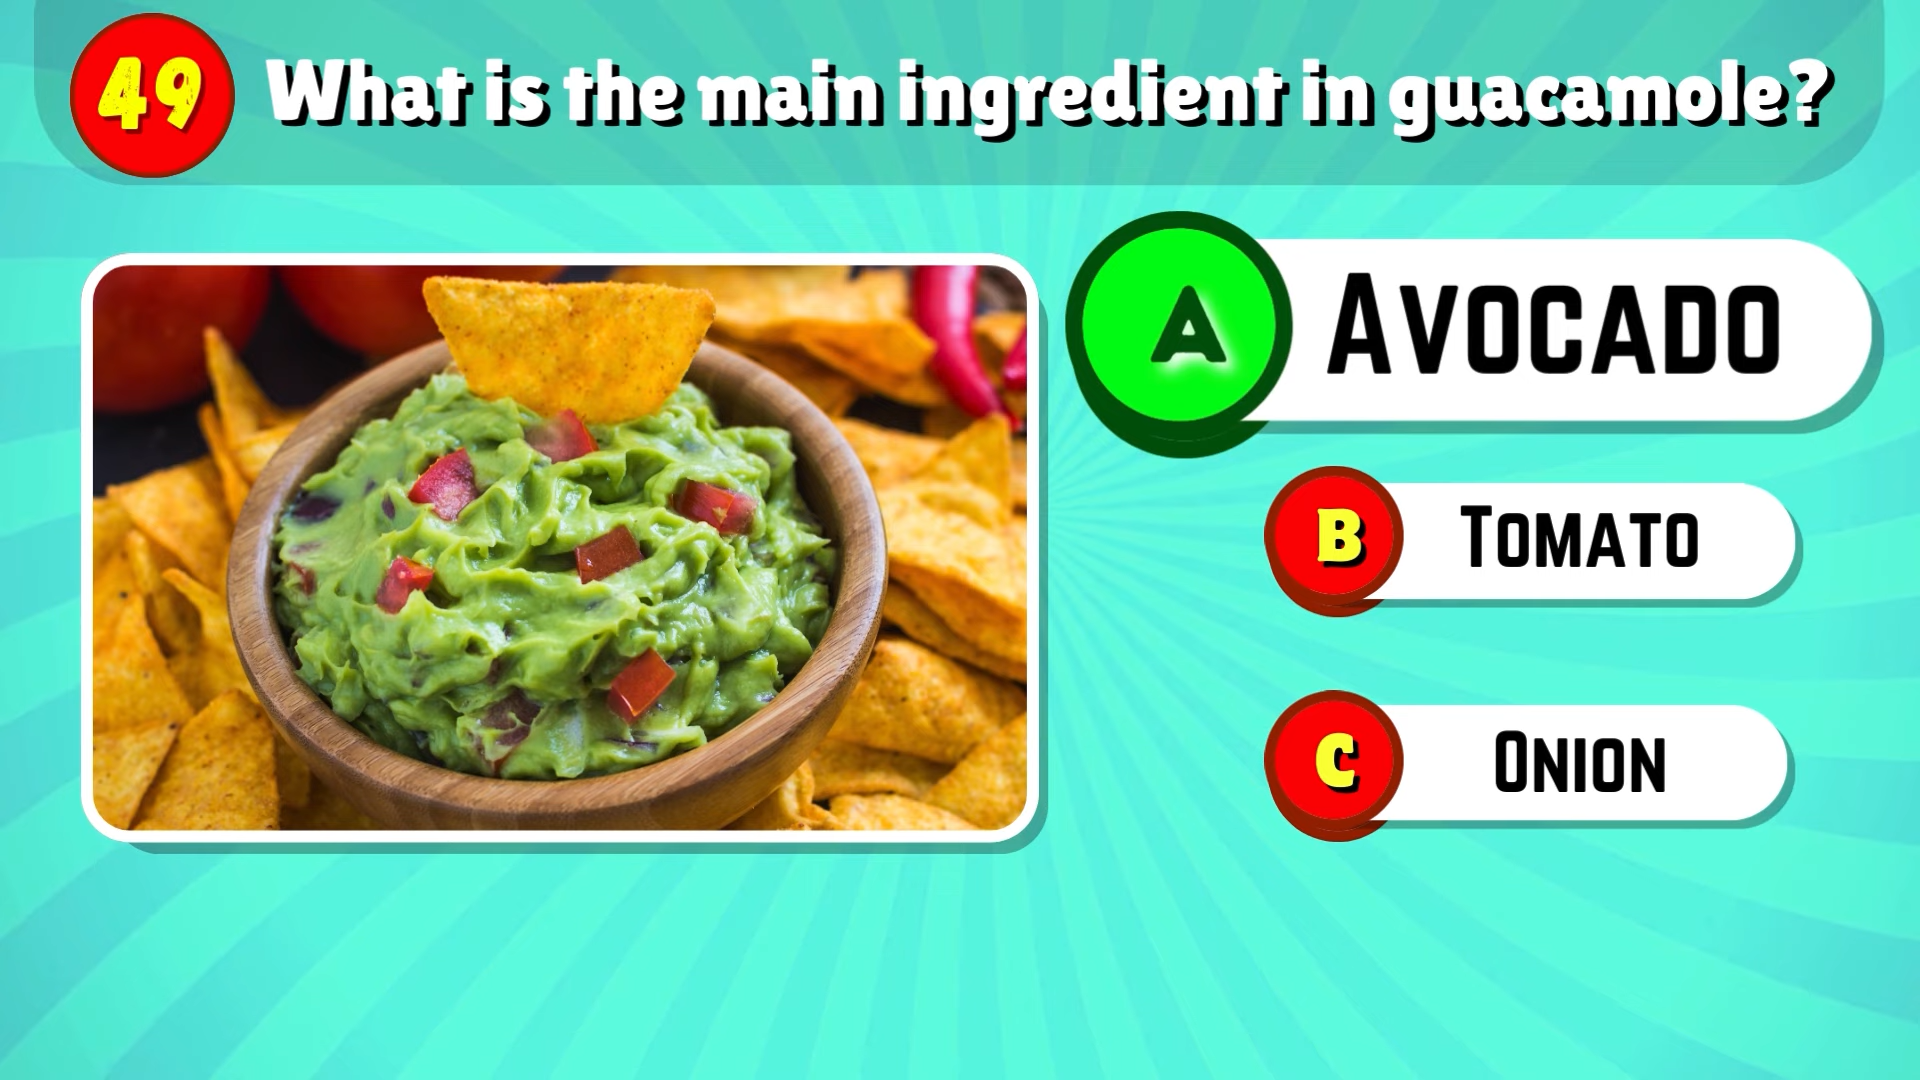 49 What is the main ingredient in guacamole?
A AVOCADO
B TOMATO
C ONION